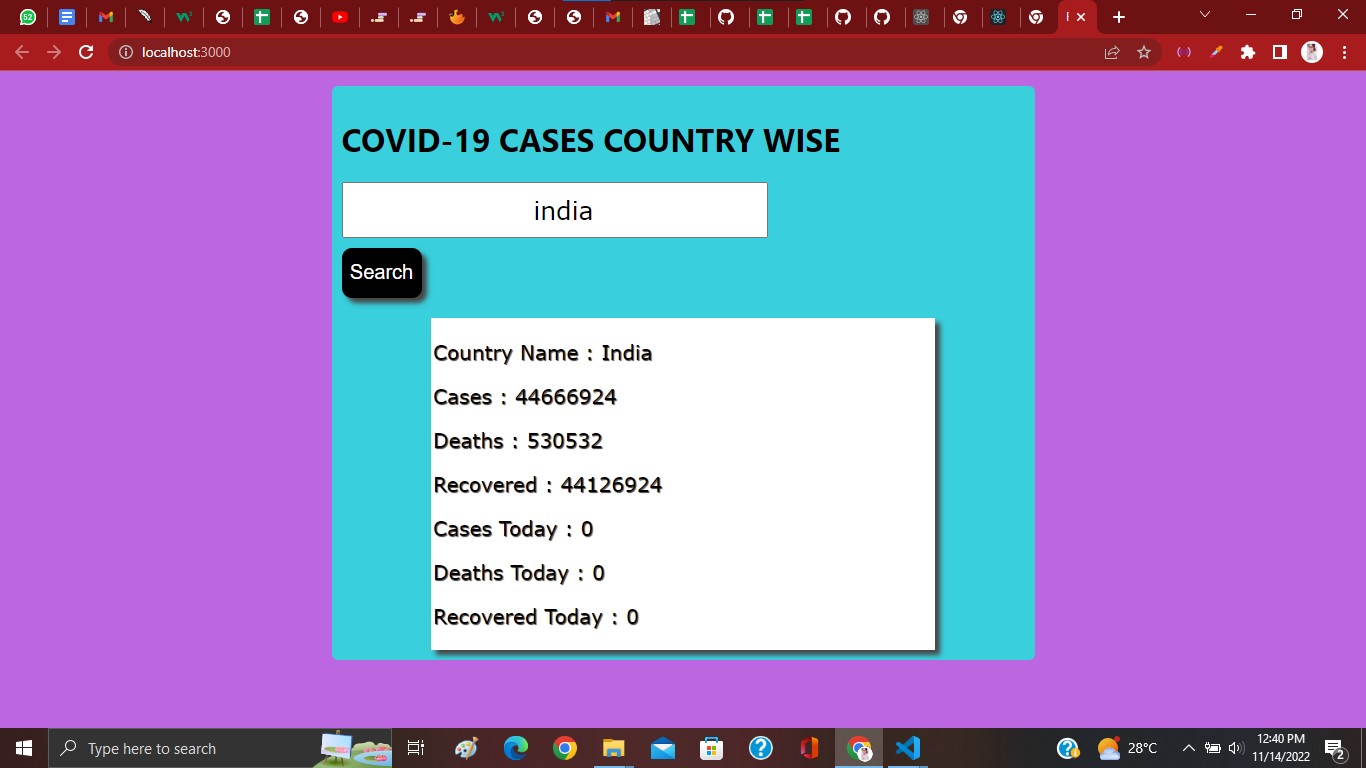 52
localhost:3000
COVID-19 CASES COUNTRY WISE
india
Search
Country Name : India
Cases : 44666924
Deaths : 530532
Recovered : 44126924
Cases Today : 0
Deaths Today : 0
Recovered Today : 0
Type here to search
28°C
12:40 PM
11/14/2022
2